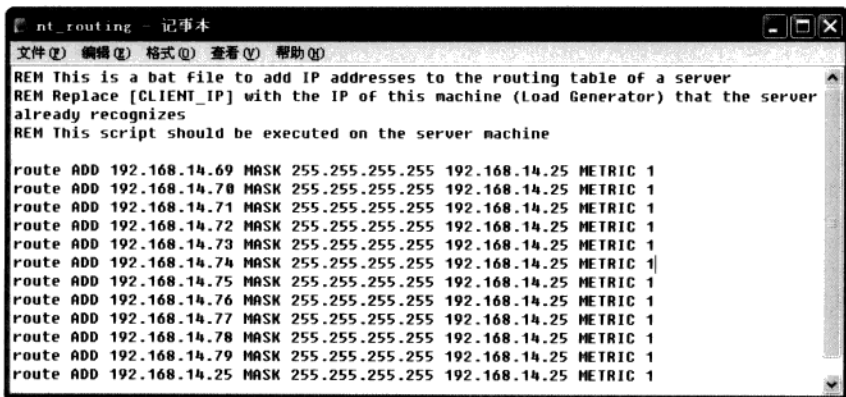 nt_routing - 记事本
文件(F) 编辑(E) 格式(O) 查看(V) 帮助(H)
REM This is a bat file to add IP addresses to the routing table of a server
REM Replace [CLIENT_IP] with the IP of this machine (Load Generator) that the server
already recognizes
REM This script should be executed on the server machine
route ADD 192.168.14.69 MASK 255.255.255.255 192.168.14.25 METRIC 1
route ADD 192.168.14.70 MASK 255.255.255.255 192.168.14.25 METRIC 1
route ADD 192.168.14.71 MASK 255.255.255.255 192.168.14.25 METRIC 1
route ADD 192.168.14.72 MASK 255.255.255.255 192.168.14.25 METRIC 1
route ADD 192.168.14.73 MASK 255.255.255.255 192.168.14.25 METRIC 1
route ADD 192.168.14.74 MASK 255.255.255.255 192.168.14.25 METRIC 1
route ADD 192.168.14.75 MASK 255.255.255.255 192.168.14.25 METRIC 1
route ADD 192.168.14.76 MASK 255.255.255.255 192.168.14.25 METRIC 1
route ADD 192.168.14.77 MASK 255.255.255.255 192.168.14.25 METRIC 1
route ADD 192.168.14.78 MASK 255.255.255.255 192.168.14.25 METRIC 1
route ADD 192.168.14.79 MASK 255.255.255.255 192.168.14.25 METRIC 1
route ADD 192.168.14.25 MASK 255.255.255.255 192.168.14.25 METRIC 1